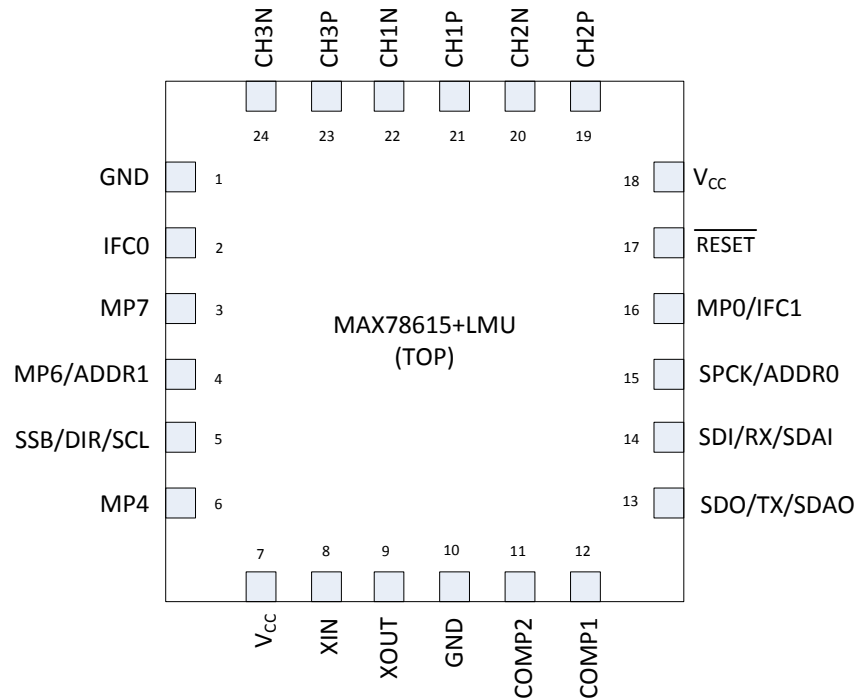 CH3N CH3P CH1N CH1P CH2N CH2P
24 23 22 21 20 19
GND 1 18 V_CC
IFC0 2 17 RESET
MP7 3 16 MP0/IFC1
MAX78615+LMU
(TOP)
MP6/ADDR1 4 15 SPCK/ADDR0
SSB/DIR/SCL 5 14 SDI/RX/SDAI
MP4 6 13 SDO/TX/SDAO
7 8 9 10 11 12
V_CC XIN XOUT GND COMP2 COMP1